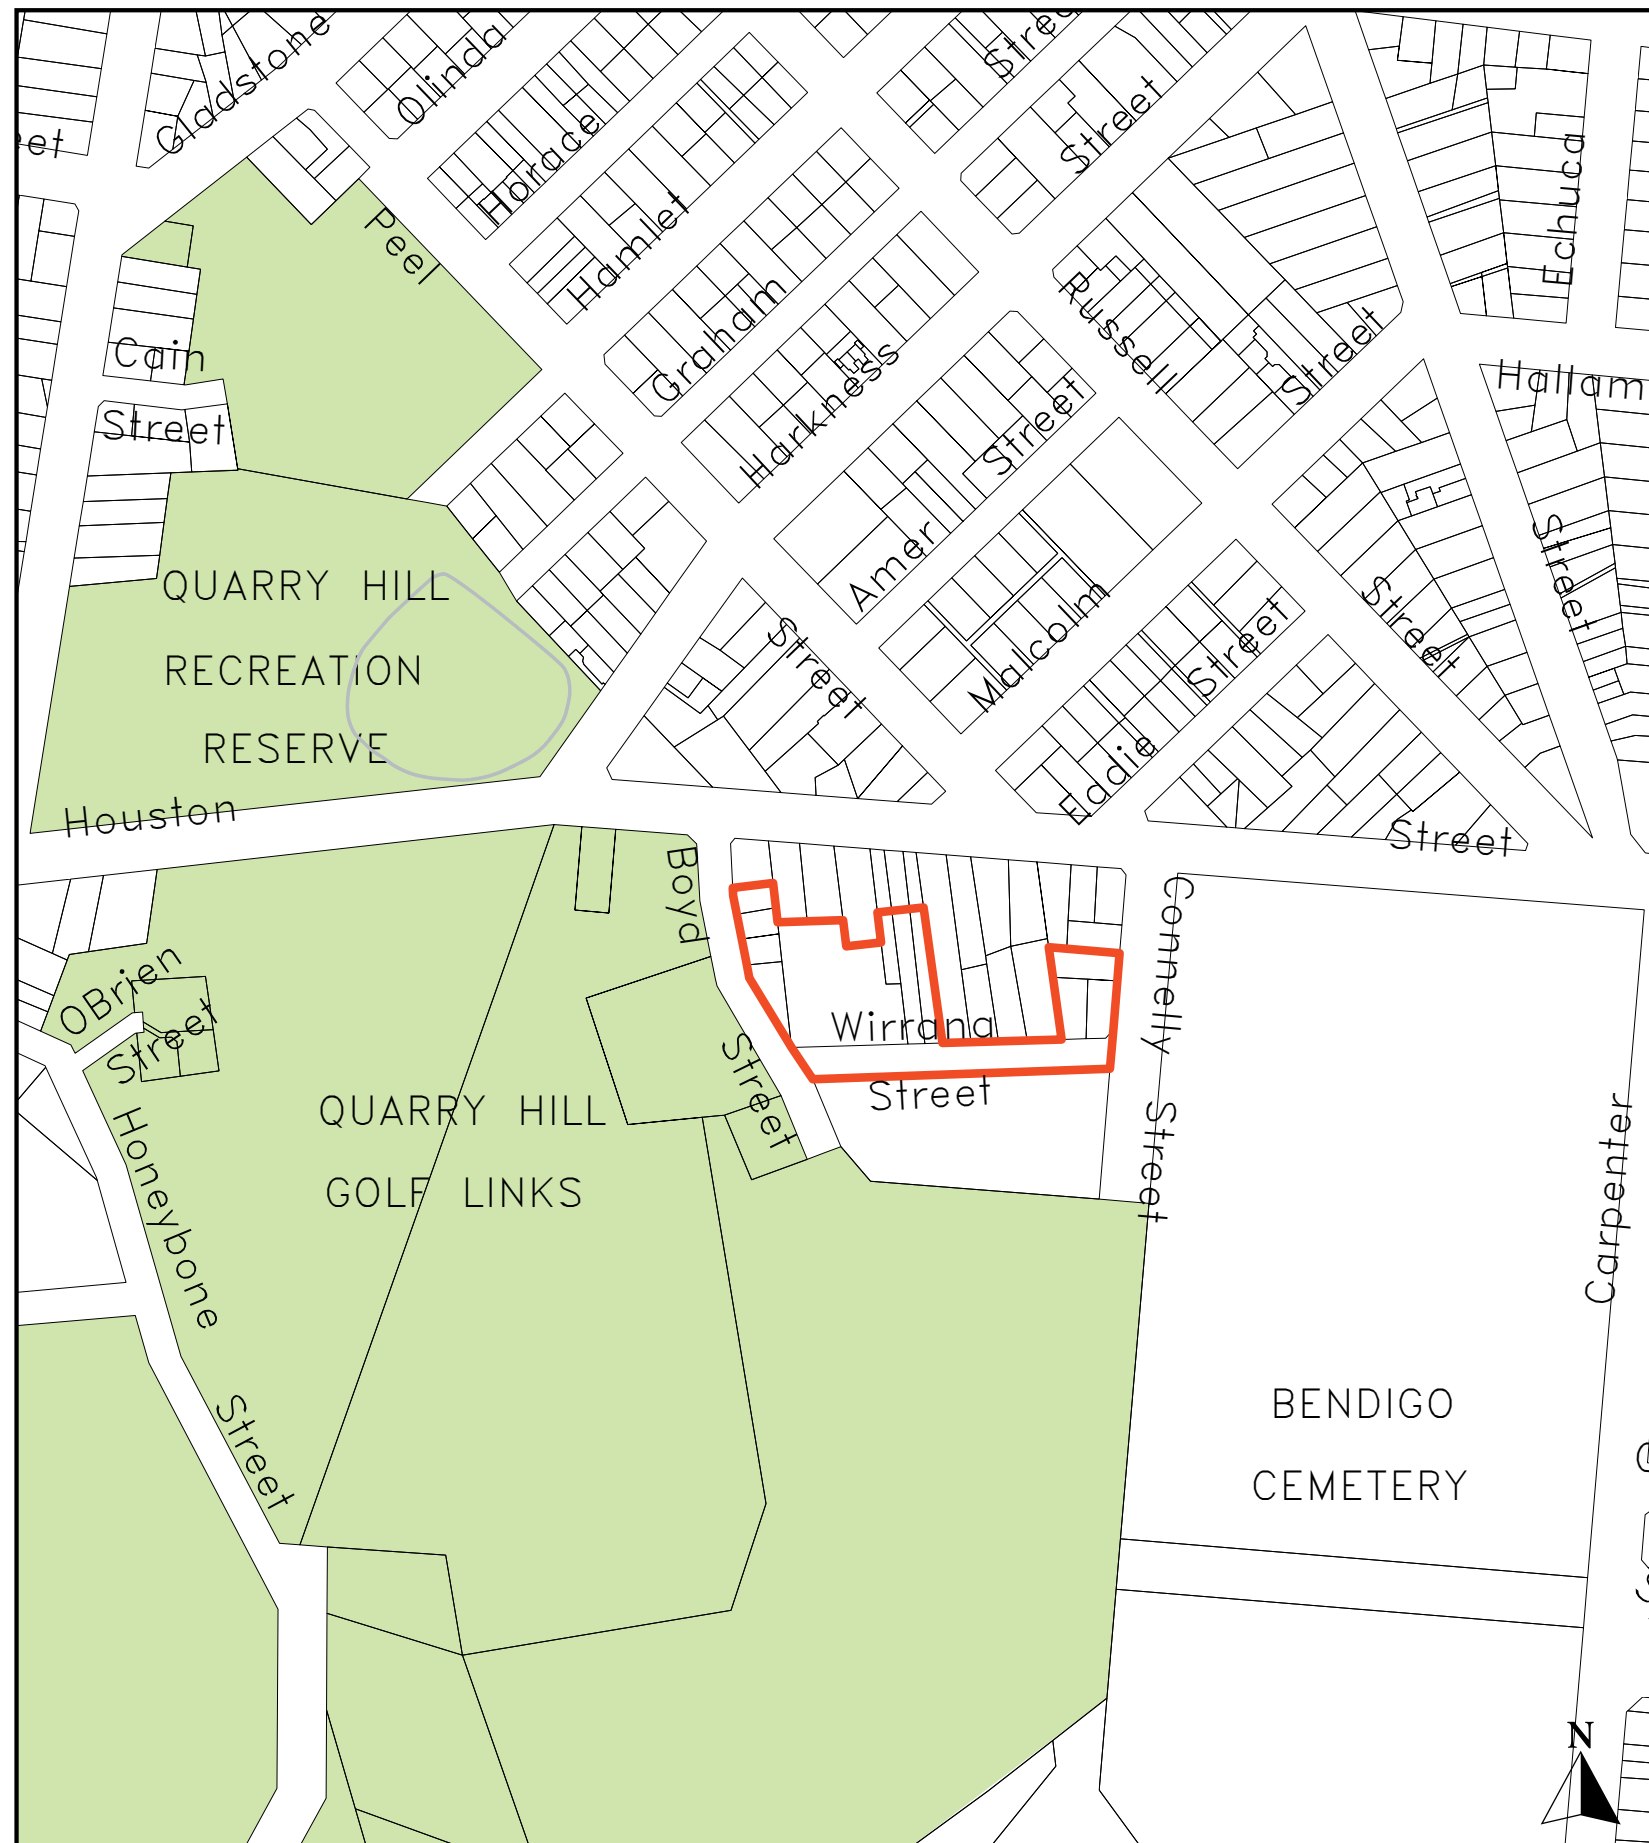 Gladstone
Olinda
Street
Horace
Street
eet
Hamlet
Peel
Echuca
Cain
Street
Graham
Russell
Street
Hallam
Harkness
Street
Amer
Malcolm
Street
Street
Street
Street
QUARRY HILL
RECREATION
RESERVE
Eddie
Houston
Street
Boyd
Street
Connelly Street
OBrien
Street
Wirrana
Street
QUARRY HILL
GOLF LINKS
Honeybone
Street
Carpenter
BENDIGO
CEMETERY
N